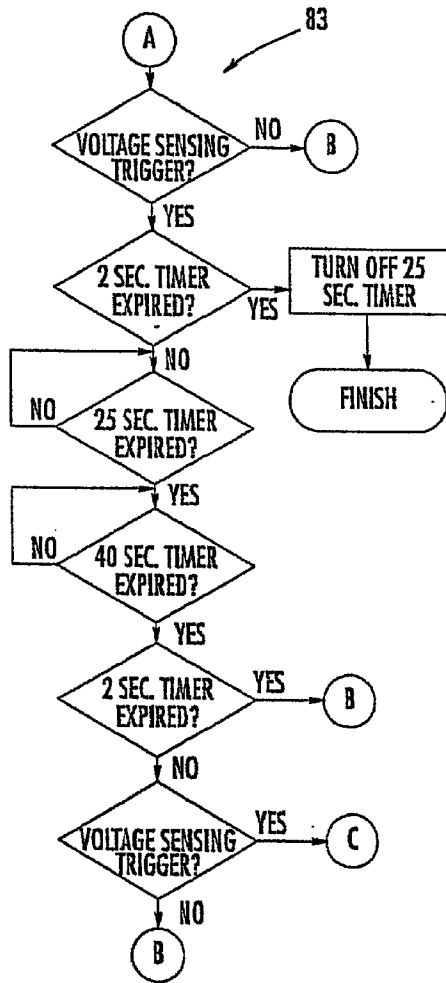 A
83
VOLTAGE SENSING
TRIGGER?
NO
B
YES
2 SEC. TIMER
EXPIRED?
YES
TURN OFF 25
SEC. TIMER
FINISH
NO
NO
25 SEC. TIMER
EXPIRED?
YES
NO
40 SEC. TIMER
EXPIRED?
YES
2 SEC. TIMER
EXPIRED?
YES
B
NO
VOLTAGE SENSING
TRIGGER?
YES
C
NO
B